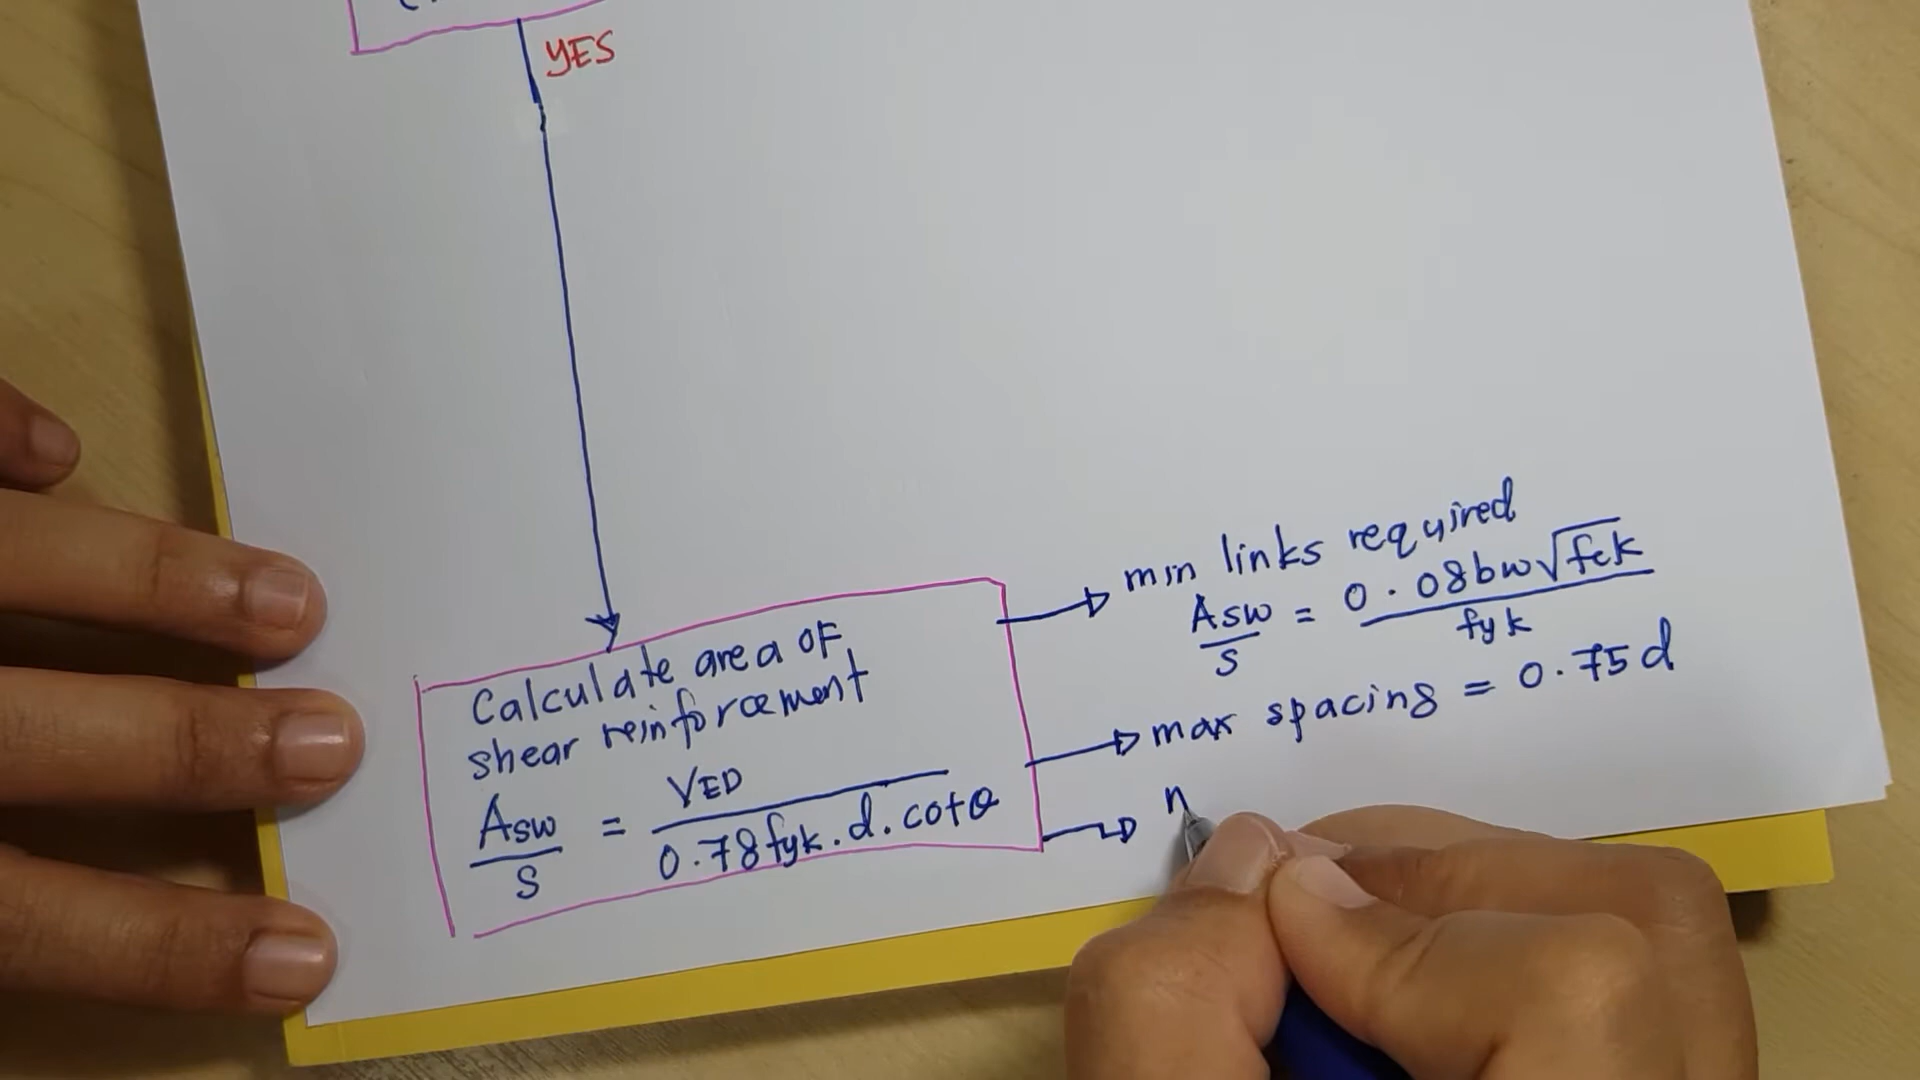 YES
Calculate area of
shear reinforcement
Asw/s = VED/0.78fyk.d.cotθ
min links required
Asw/s = 0.08bw√fck/fyk
max spacing = 0.75d